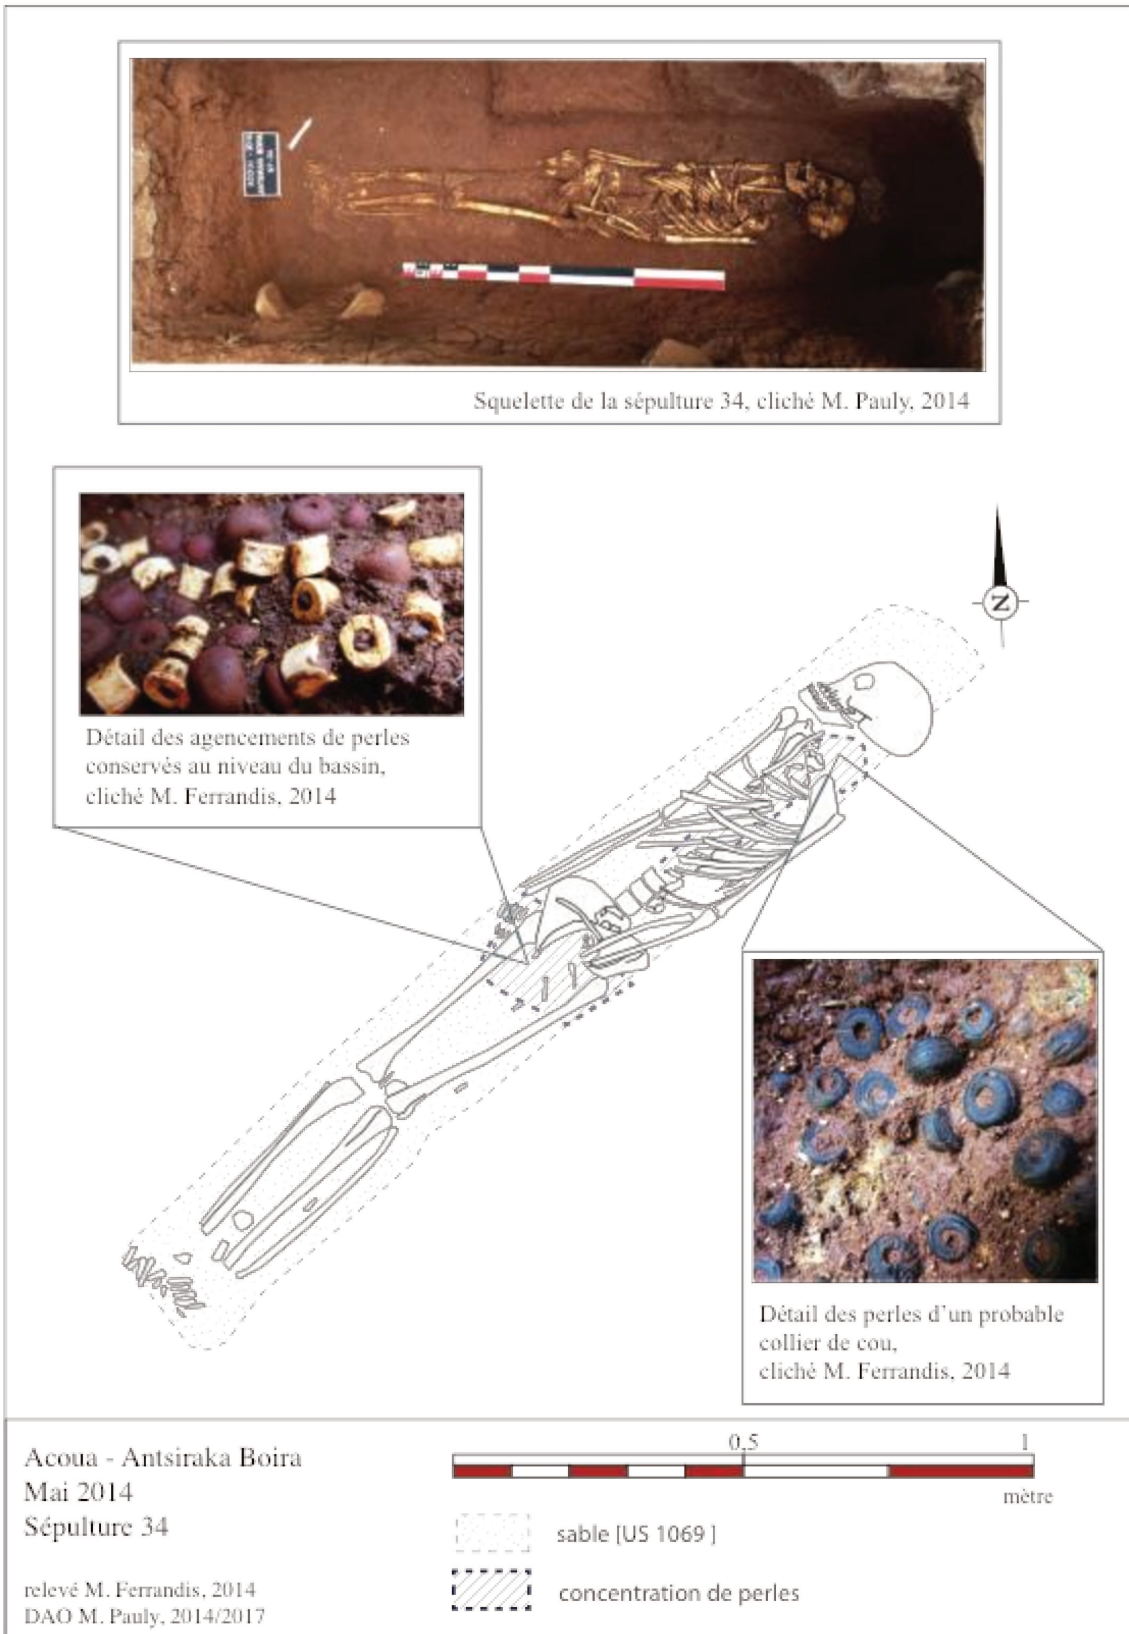 Squelette de la sépulture 34, cliché M. Pauly, 2014
Détail des agencements de perles
conservés au niveau du bassin,
cliché M. Ferrandis, 2014
N
Détail des perles d'un probable
collier de cou,
cliché M. Ferrandis, 2014
Acoua - Antsiraka Boira
Mai 2014
Sépulture 34
relevé M. Ferrandis, 2014
DAO M. Pauly, 2014/2017
0,5
1
mètre
sable [US 1069 ]
concentration de perles